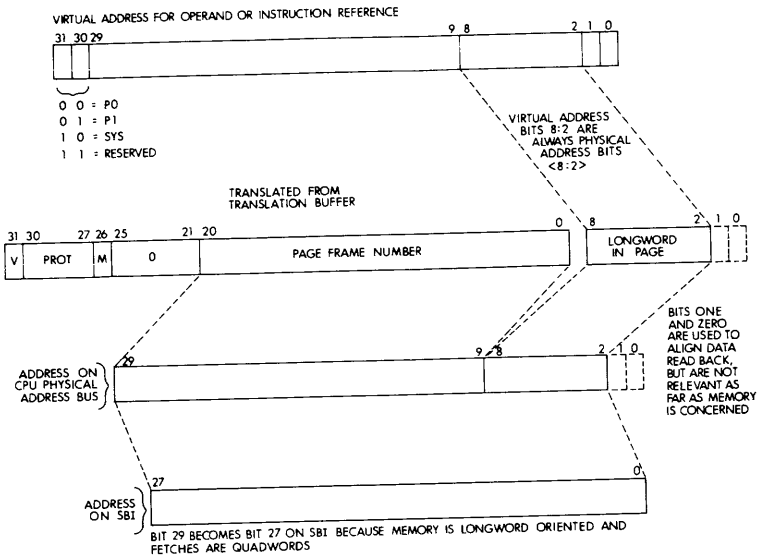 VIRTUAL ADDRESS FOR OPERAND OR INSTRUCTION REFERENCE
31 30 29 9 8 2 1 0
0 0 = P0
0 1 = P1
1 0 = SYS
1 1 = RESERVED
VIRTUAL ADDRESS
BITS 8:2 ARE
ALWAYS PHYSICAL
ADDRESS BITS
<8:2>
TRANSLATED FROM
TRANSLATION BUFFER
31 30 27 26 25 21 20 0 8 2 1 0
V PROT M 0 PAGE FRAME NUMBER
LONGWORD
IN PAGE
BITS ONE
AND ZERO
ARE USED TO
ALIGN DATA
READ BACK,
BUT ARE NOT
RELEVANT AS
FAR AS MEMORY
IS CONCERNED
29 9 8 2 1 0
ADDRESS ON
CPU PHYSICAL
ADDRESS BUS
27 0
ADDRESS
ON SBI
BIT 29 BECOMES BIT 27 ON SBI BECAUSE MEMORY IS LONGWORD ORIENTED AND
FETCHES ARE QUADWORDS